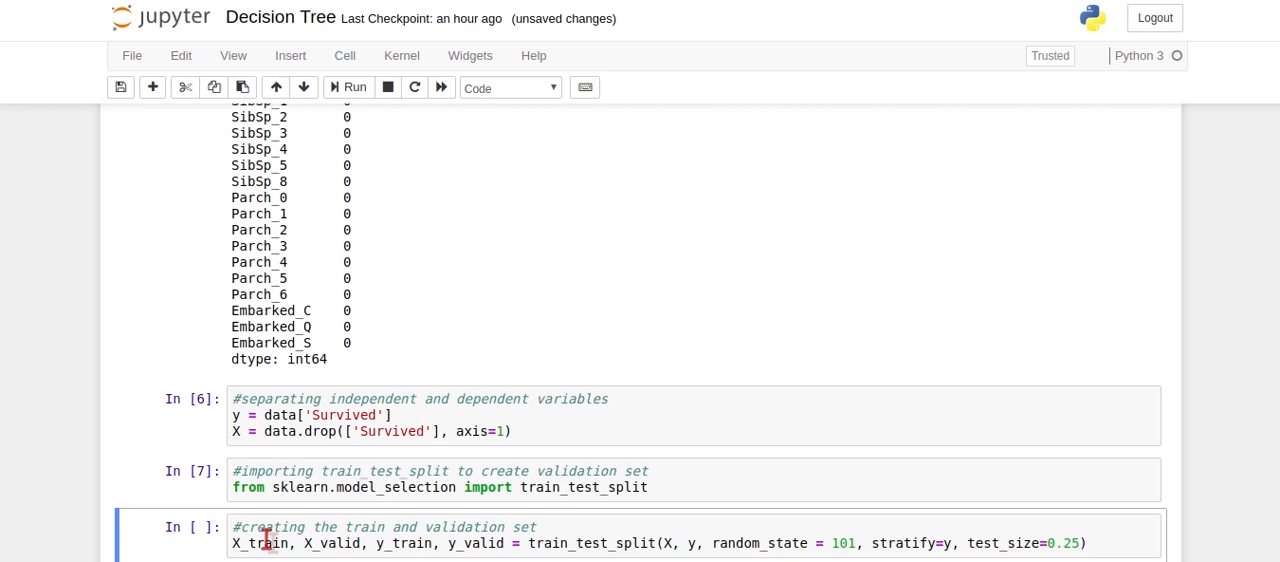 jupyter Decision Tree Last Checkpoint: an hour ago (unsaved changes) Logout
File Edit View Insert Cell Kernel Widgets Help Trusted Python 3
Run Code
SibSp_1 0
SibSp_2 0
SibSp_3 0
SibSp_4 0
SibSp_5 0
SibSp_8 0
Parch_0 0
Parch_1 0
Parch_2 0
Parch_3 0
Parch_4 0
Parch_5 0
Parch_6 0
Embarked_C 0
Embarked_Q 0
Embarked_S 0
dtype: int64
In [6]: #separating independent and dependent variables
y = data['Survived']
X = data.drop(['Survived'], axis=1)
In [7]: #importing train_test_split to create validation set
from sklearn.model_selection import train_test_split
In [ ]: #creating the train and validation set
X_train, X_valid, y_train, y_valid = train_test_split(X, y, random_state = 101, stratify=y, test_size=0.25)